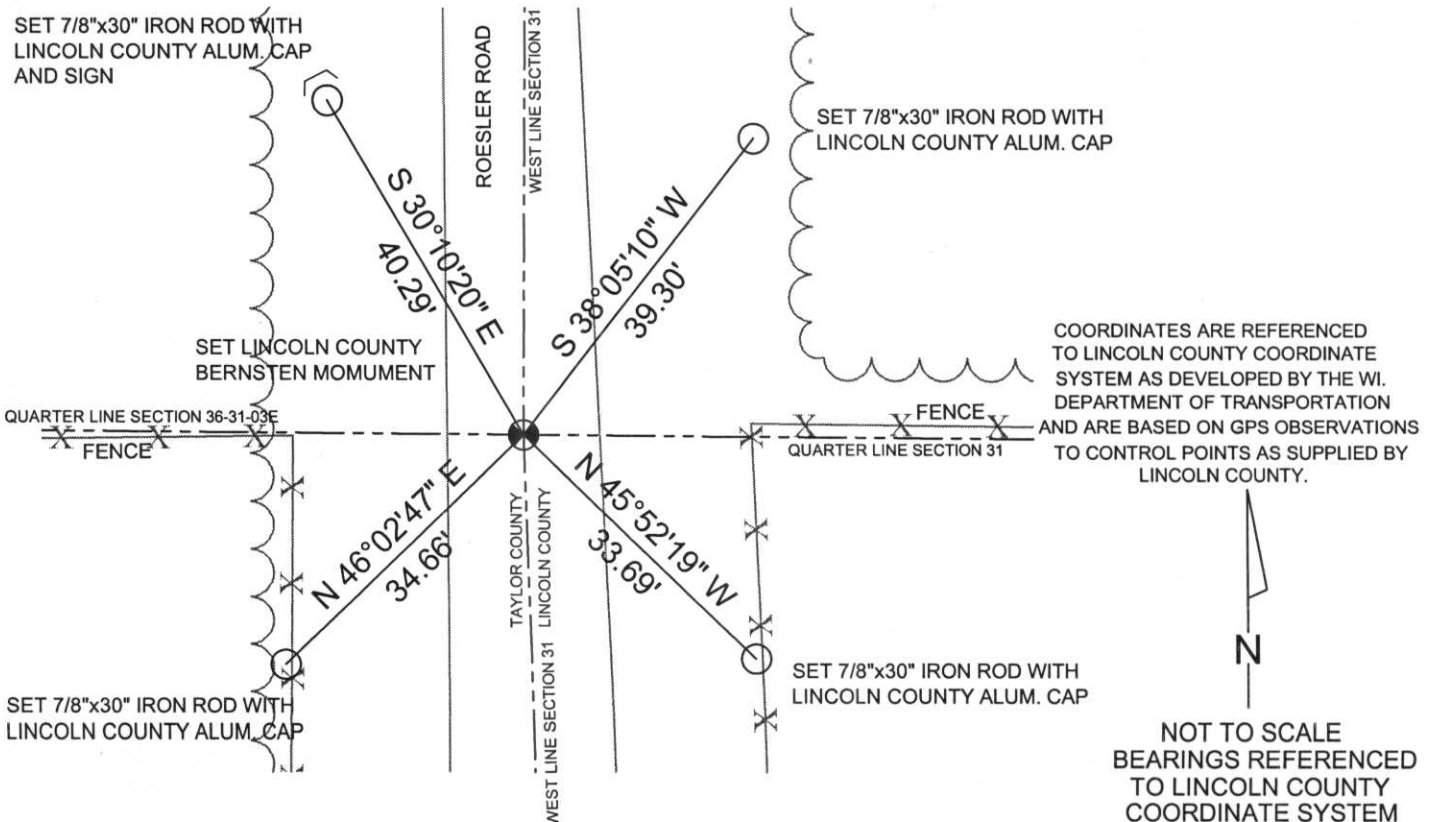 SET 7/8"x30" IRON ROD WITH
LINCOLN COUNTY ALUM. CAP
AND SIGN
ROESLER ROAD
WEST LINE SECTION 31
SET 7/8"x30" IRON ROD WITH
LINCOLN COUNTY ALUM. CAP
S 30°10'20" E
40.29'
S 38°05'10" W
39.30'
SET LINCOLN COUNTY
BERNSTEN MOMUMENT
COORDINATES ARE REFERENCED
TO LINCOLN COUNTY COORDINATE
SYSTEM AS DEVELOPED BY THE WI.
DEPARTMENT OF TRANSPORTATION
AND ARE BASED ON GPS OBSERVATIONS
TO CONTROL POINTS AS SUPPLIED BY
LINCOLN COUNTY.
QUARTER LINE SECTION 36-31-03E
FENCE
FENCE
QUARTER LINE SECTION 31
N 46°02'47" E
34.66'
TAYLOR COUNTY
LINCOLN COUNTY
N 45°52'19" W
33.69'
WEST LINE SECTION 31
SET 7/8"x30" IRON ROD WITH
LINCOLN COUNTY ALUM. CAP
SET 7/8"x30" IRON ROD WITH
LINCOLN COUNTY ALUM. CAP
N
NOT TO SCALE
BEARINGS REFERENCED
TO LINCOLN COUNTY
COORDINATE SYSTEM